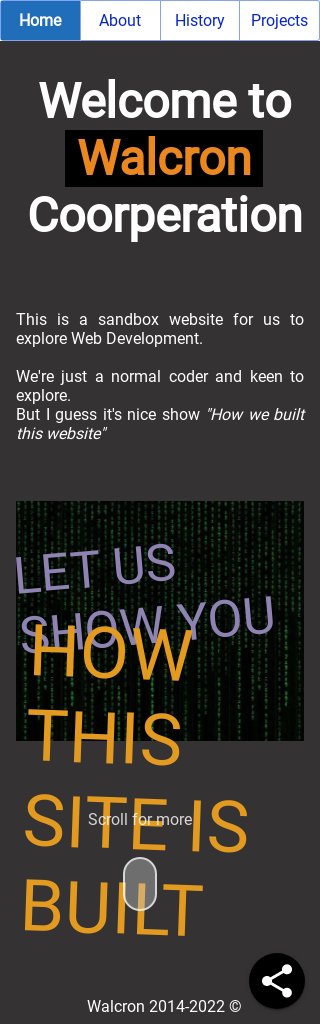 Home About History Projects
Welcome to
Walcron
Coorperation
This is a sandbox website for us to
explore Web Development.
We're just a normal coder and keen to
explore.
But I guess it's nice show "How we built
this website"
LET US
SHOW YOU
HOW
THIS
SITE IS
BUILT
Scroll for more
Walcron 2014-2022 ©